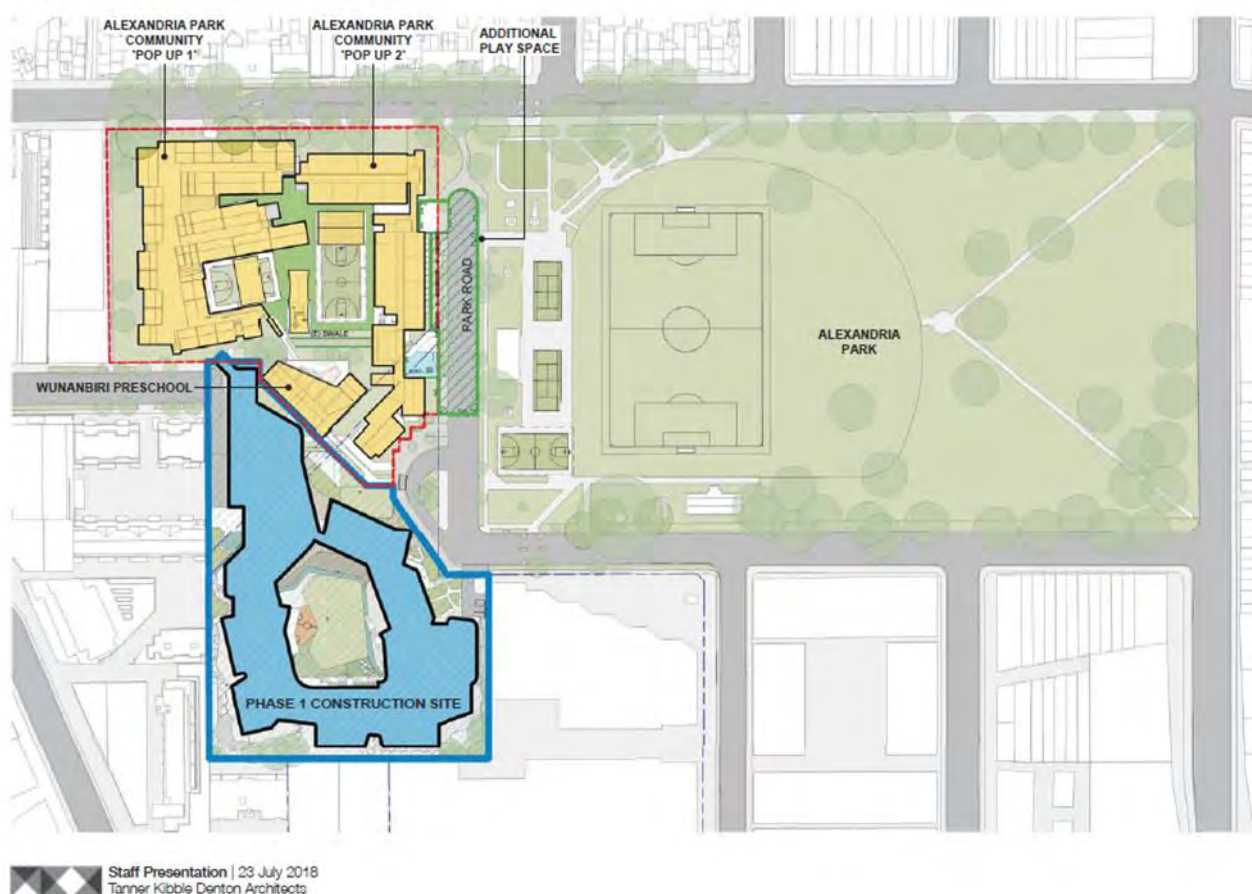 ALEXANDRIA PARK
COMMUNITY
'POP UP 1'
ALEXANDRIA PARK
COMMUNITY
'POP UP 2'
ADDITIONAL
PLAY SPACE
PARK ROAD
ALEXANDRIA
PARK
(E) SWALE
WUNANBIRI PRESCHOOL
PHASE 1 CONSTRUCTION SITE
Staff Presentation | 23 July 2018
Tanner Kibble Denton Architects